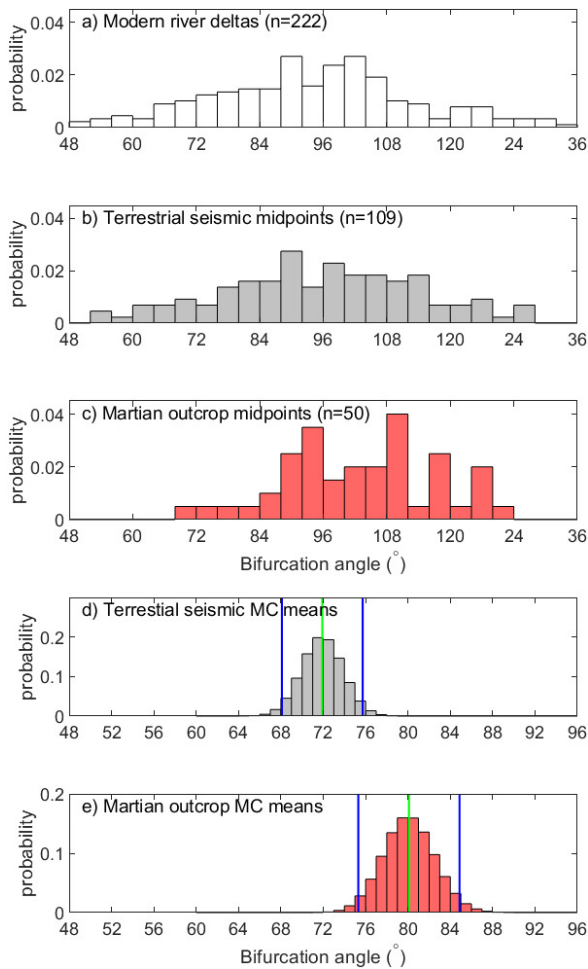 probability
0.04
0.02
0
a) Modern river deltas (n=222)
48 60 72 84 96 108 120 24 36
probability
0.04
0.02
0
b) Terrestrial seismic midpoints (n=109)
48 60 72 84 96 108 120 24 36
probability
0.04
0.02
0
c) Martian outcrop midpoints (n=50)
48 60 72 84 96 108 120 24 36
Bifurcation angle (°)
probability
0.2
0.1
0
d) Terrestial seismic MC means
48 52 56 60 64 68 72 76 80 84 88 92 96
probability
0.2
0.1
0
e) Martian outcrop MC means
48 52 56 60 64 68 72 76 80 84 88 92 96
Bifurcation angle (°)